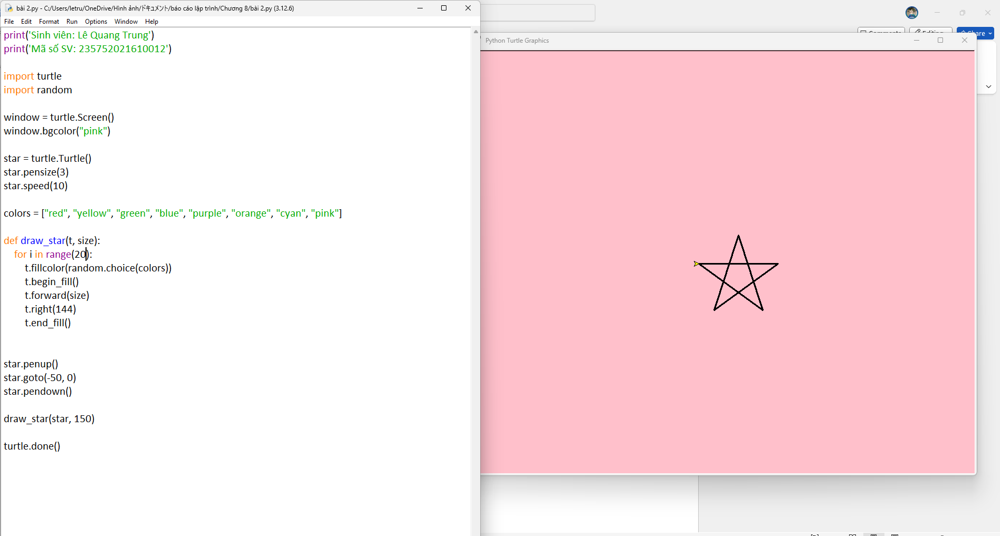 bài 2.py - C:/Users/letru/OneDrive/Hình ảnh/ドキュメント/báo cáo lập trình/Chương 8/bài 2.py (3.12.6)
File Edit Format Run Options Window Help
print('Sinh viên: Lê Quang Trung')
print('Mã số SV: 235752021610012')
import turtle
import random
window = turtle.Screen()
window.bgcolor("pink")
star = turtle.Turtle()
star.pensize(3)
star.speed(10)
colors = ["red", "yellow", "green", "blue", "purple", "orange", "cyan", "pink"]
def draw_star(t, size):
    for i in range(20):
        t.fillcolor(random.choice(colors))
        t.begin_fill()
        t.forward(size)
        t.right(144)
        t.end_fill()
star.penup()
star.goto(-50, 0)
star.pendown()
draw_star(star, 150)
turtle.done()
Comments Editing Share
Python Turtle Graphics